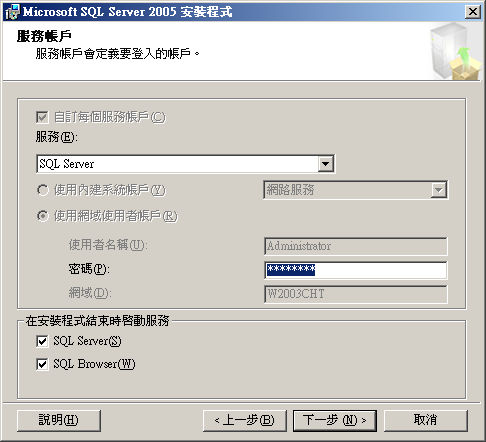 Microsoft SQL Server 2005 安裝程式
服務帳戶
服務帳戶會定義要登入的帳戶。
自訂每個服務帳戶(C)
服務(E):
SQL Server
使用內建系統帳戶(Y) 網路服務
使用網域使用者帳戶(R)
使用者名稱(U): Administrator
密碼(P): ********
網域(D): W2003CHT
在安裝程式結束時啟動服務
SQL Server(S)
SQL Browser(W)
說明(H) < 上一步(B) 下一步 (N) > 取消